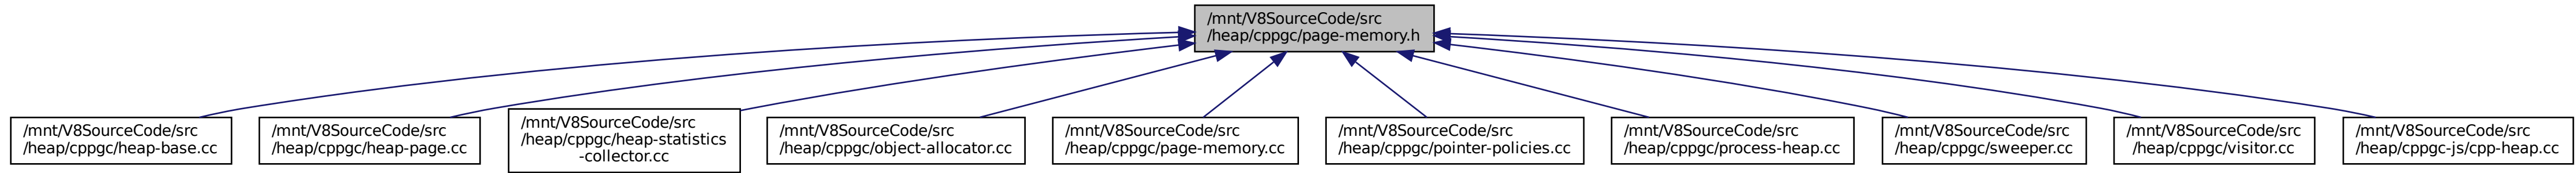 /mnt/V8SourceCode/src
/heap/cppgc/page-memory.h
/mnt/V8SourceCode/src
/heap/cppgc/heap-base.cc
/mnt/V8SourceCode/src
/heap/cppgc/heap-page.cc
/mnt/V8SourceCode/src
/heap/cppgc/heap-statistics
-collector.cc
/mnt/V8SourceCode/src
/heap/cppgc/object-allocator.cc
/mnt/V8SourceCode/src
/heap/cppgc/page-memory.cc
/mnt/V8SourceCode/src
/heap/cppgc/pointer-policies.cc
/mnt/V8SourceCode/src
/heap/cppgc/process-heap.cc
/mnt/V8SourceCode/src
/heap/cppgc/sweeper.cc
/mnt/V8SourceCode/src
/heap/cppgc/visitor.cc
/mnt/V8SourceCode/src
/heap/cppgc-js/cpp-heap.cc